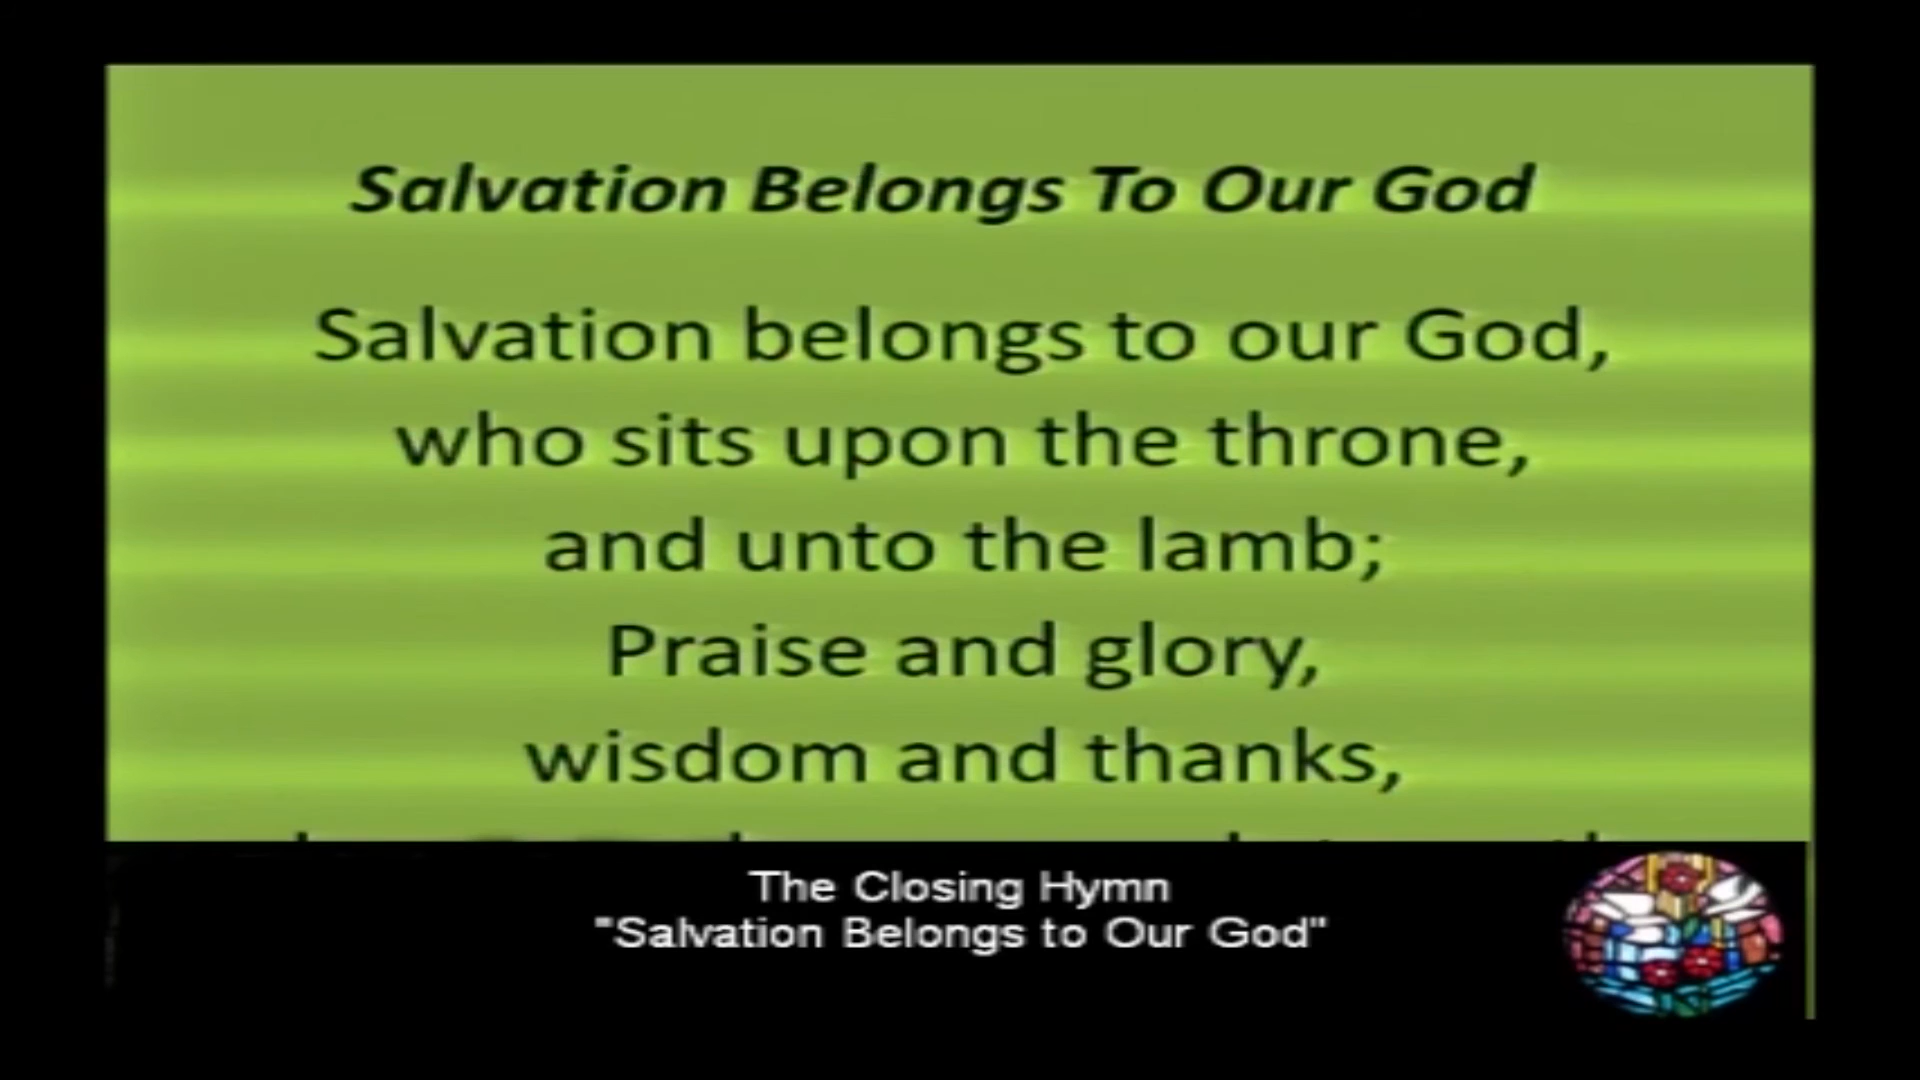 Salvation Belongs To Our God
Salvation belongs to our God,
who sits upon the throne,
and unto the lamb;
Praise and glory,
wisdom and thanks,
The Closing Hymn
"Salvation Belongs to Our God"